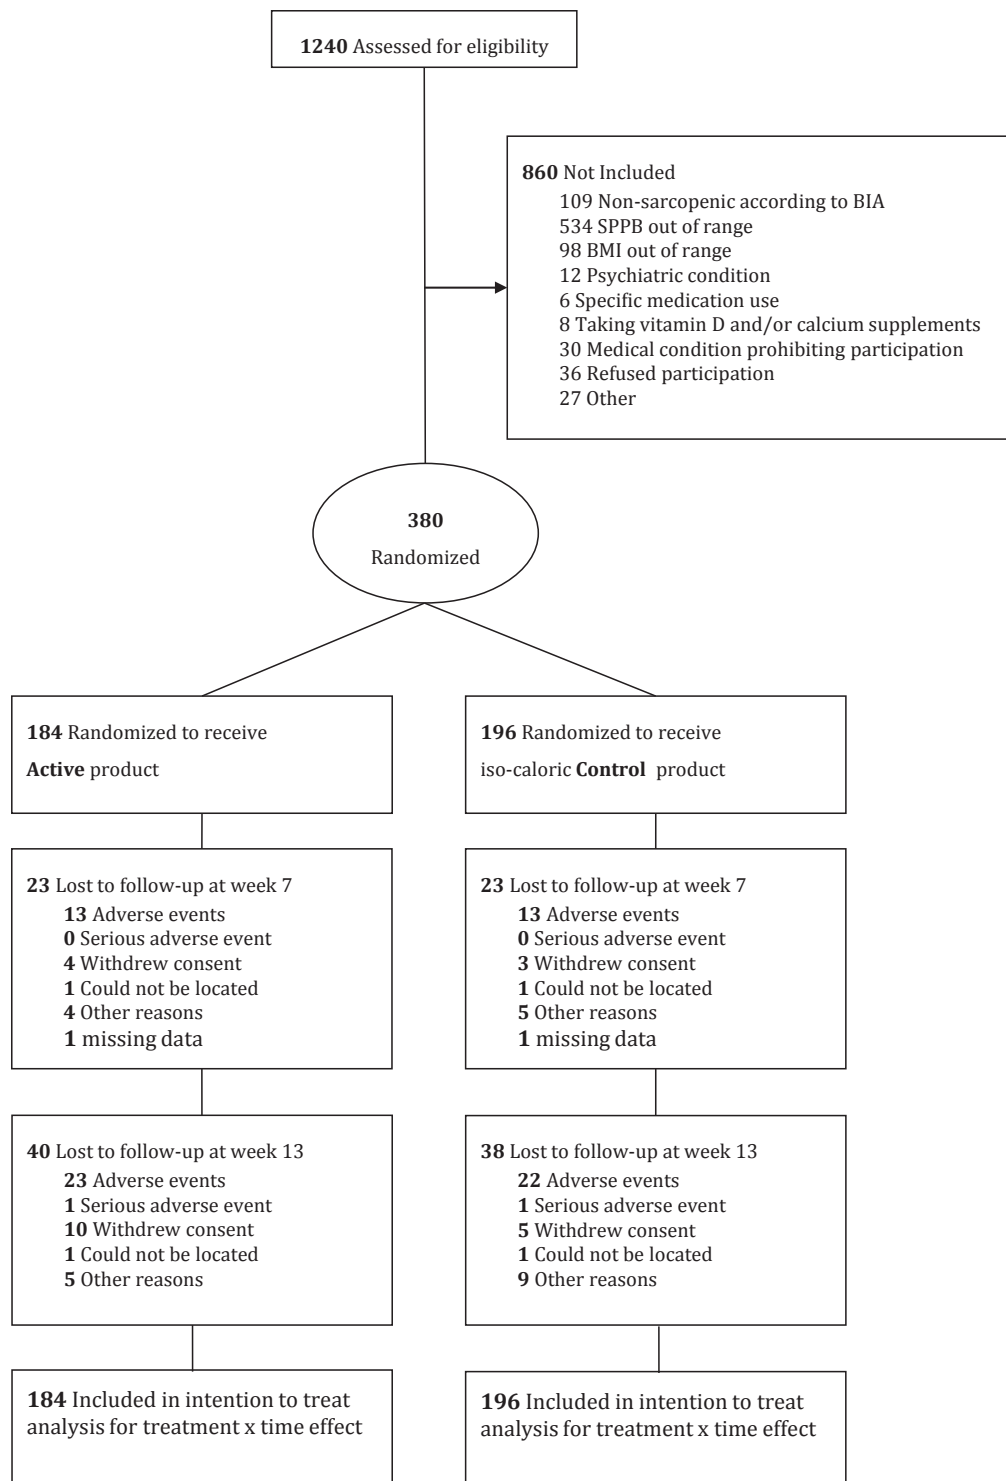 1240 Assessed for eligibility
860 Not Included
109 Non-sarcopenic according to BIA
534 SPPB out of range
98 BMI out of range
12 Psychiatric condition
6 Specific medication use
8 Taking vitamin D and/or calcium supplements
30 Medical condition prohibiting participation
36 Refused participation
27 Other
380
Randomized
184 Randomized to receive
Active product
196 Randomized to receive
iso-caloric Control product
23 Lost to follow-up at week 7
13 Adverse events
0 Serious adverse event
4 Withdrew consent
1 Could not be located
4 Other reasons
1 missing data
23 Lost to follow-up at week 7
13 Adverse events
0 Serious adverse event
3 Withdrew consent
1 Could not be located
5 Other reasons
1 missing data
40 Lost to follow-up at week 13
23 Adverse events
1 Serious adverse event
10 Withdrew consent
1 Could not be located
5 Other reasons
38 Lost to follow-up at week 13
22 Adverse events
1 Serious adverse event
5 Withdrew consent
1 Could not be located
9 Other reasons
184 Included in intention to treat
analysis for treatment x time effect
196 Included in intention to treat
analysis for treatment x time effect